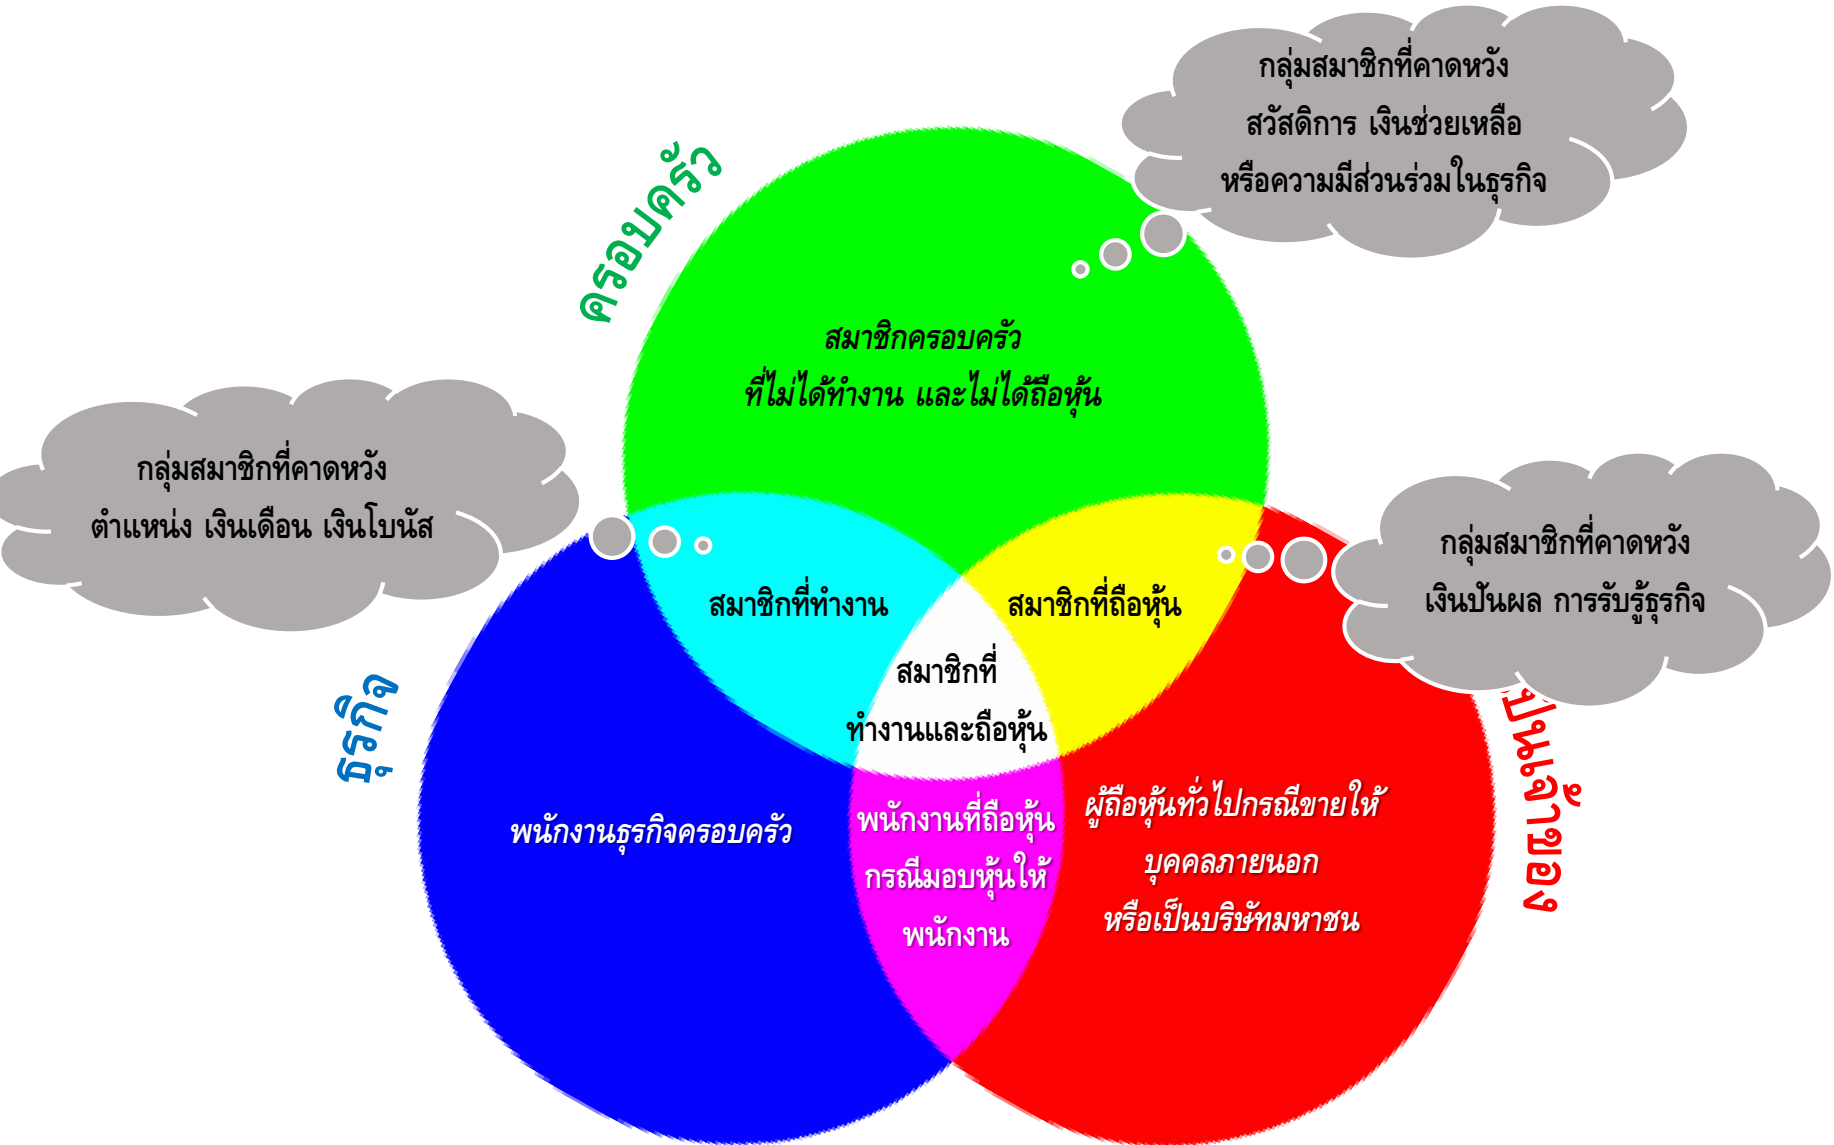 กลุ่มสมาชิกที่คาดหวัง
สวัสดิการ เงินช่วยเหลือ
หรือความมีส่วนร่วมในธุรกิจ
ครอบครัว
สมาชิกครอบครัว
ที่ไม่ได้ทำงาน และไม่ได้ถือหุ้น
กลุ่มสมาชิกที่คาดหวัง
ตำแหน่ง เงินเดือน เงินโบนัส
กลุ่มสมาชิกที่คาดหวัง
เงินปันผล การรับรู้ธุรกิจ
สมาชิกที่ทำงาน
สมาชิกที่ถือหุ้น
สมาชิกที่
ทำงานและถือหุ้น
ธุรกิจ
ป็นเจ้าของ
พนักงานธุรกิจครอบครัว
พนักงานที่ถือหุ้น
กรณีมอบหุ้นให้
พนักงาน
ผู้ถือหุ้นทั่วไปกรณีขายให้
บุคคลภายนอก
หรือเป็นบริษัทมหาชน